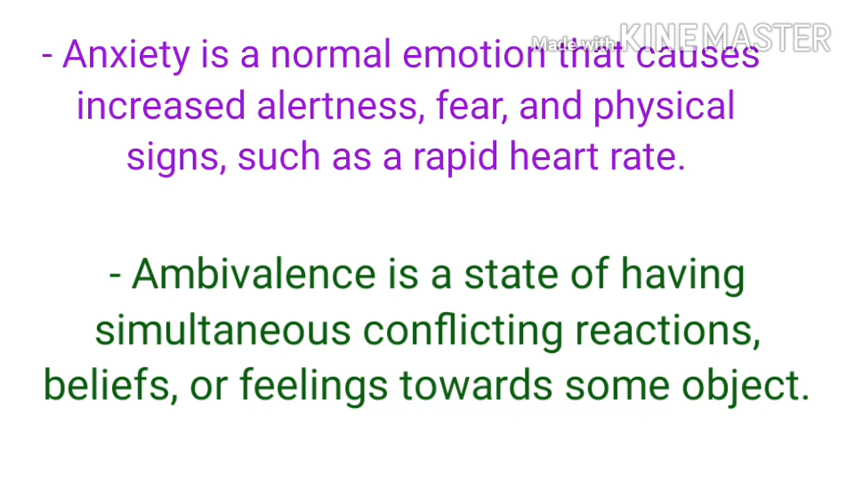 Made with KINEMASTER
- Anxiety is a normal emotion that causes
increased alertness, fear, and physical
signs, such as a rapid heart rate.
- Ambivalence is a state of having
simultaneous conflicting reactions,
beliefs, or feelings towards some object.